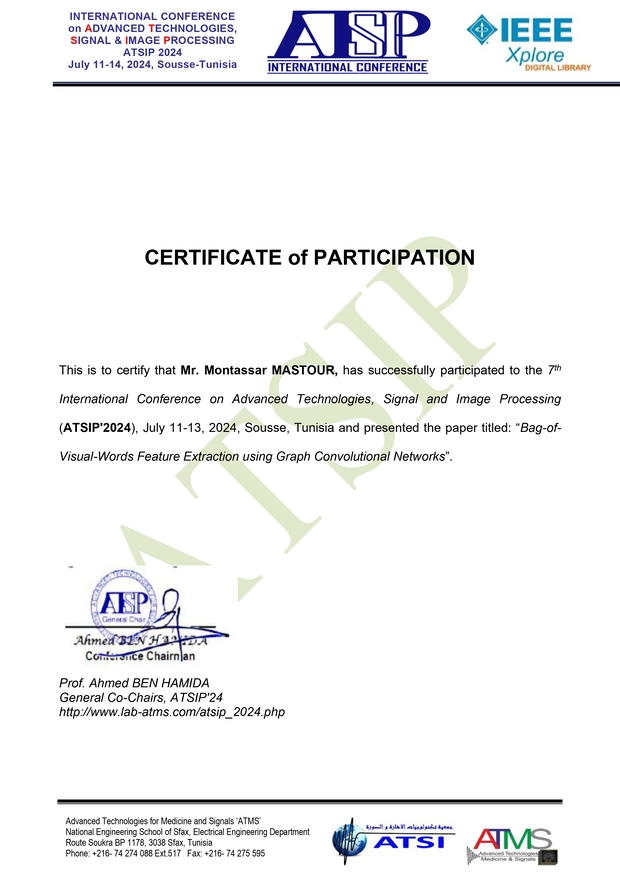 INTERNATIONAL CONFERENCE
on ADVANCED TECHNOLOGIES,
SIGNAL & IMAGE PROCESSING
ATSIP 2024
July 11-14, 2024, Sousse-Tunisia
ATSIP
INTERNATIONAL CONFERENCE
IEEE
Xplore
DIGITAL LIBRARY
CERTIFICATE of PARTICIPATION
This is to certify that Mr. Montassar MASTOUR, has successfully participated to the 7th
International Conference on Advanced Technologies, Signal and Image Processing
(ATSIP'2024), July 11-13, 2024, Sousse, Tunisia and presented the paper titled: “Bag-of-
Visual-Words Feature Extraction using Graph Convolutional Networks”.
ATSIP
ATSIP
General Chair
Ahmed BEN HAMIDA
Conference Chairman
Prof. Ahmed BEN HAMIDA
General Co-Chairs, ATSIP'24
http://www.lab-atms.com/atsip_2024.php
Advanced Technologies for Medicine and Signals ‘ATMS’
National Engineering School of Sfax, Electrical Engineering Department
Route Soukra BP 1178, 3038 Sfax, Tunisia
Phone: +216- 74 274 088 Ext.517 Fax: +216- 74 275 595
ATSI
ATMS
Advanced Technologies
Medicine & Signals